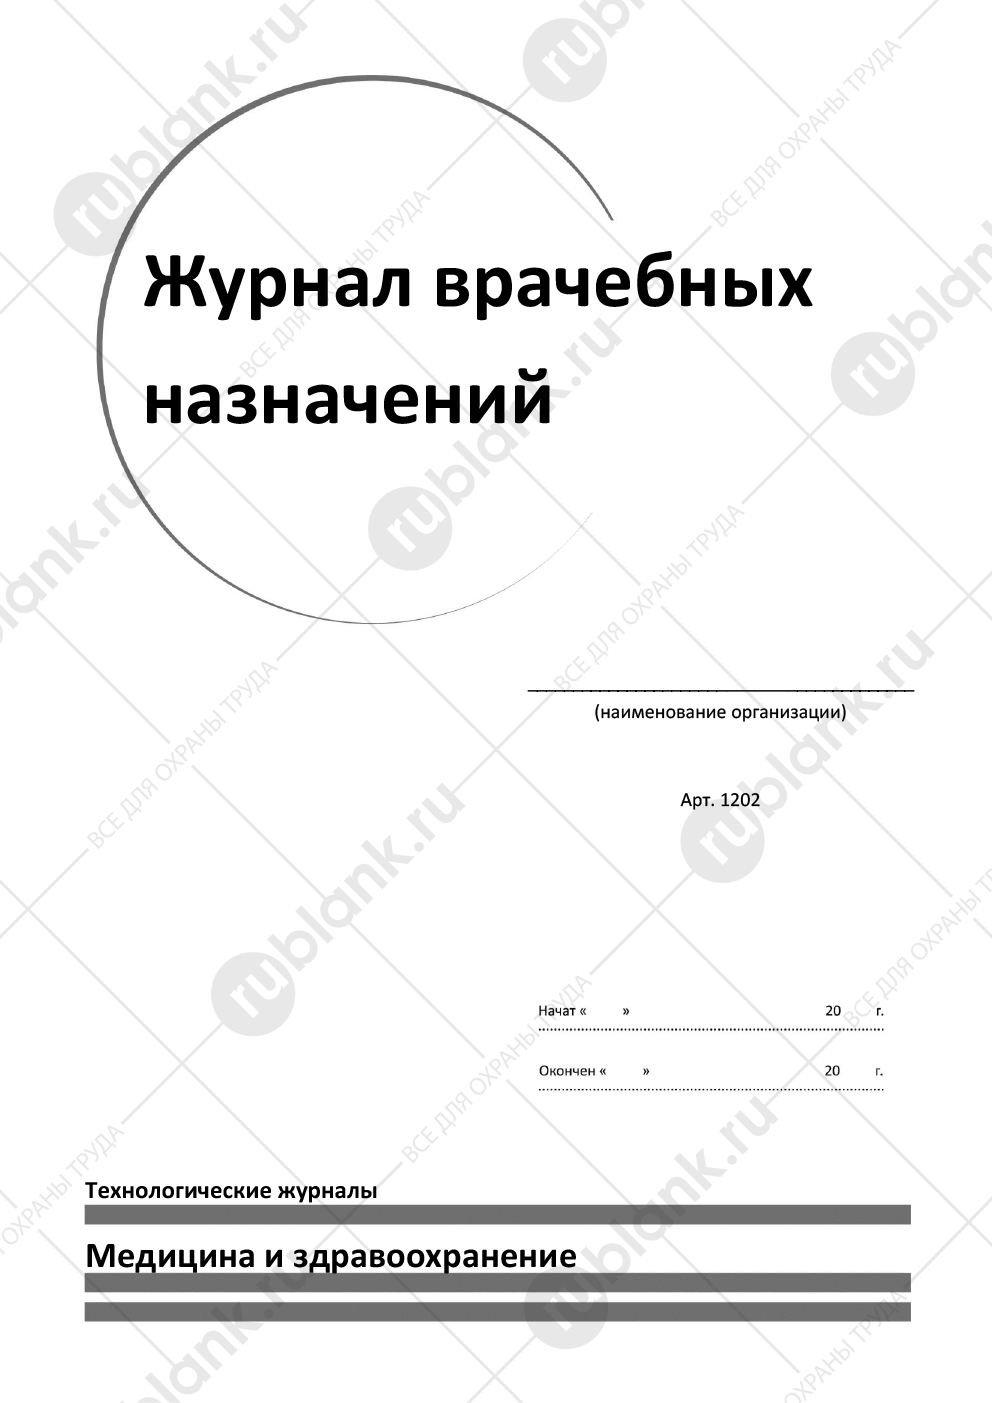 Журнал врачебных
назначений
(наименование организации)
Арт. 1202
Начат « » 20 г.
Окончен « » 20 г.
Технологические журналы
Медицина и здравоохранение
rublank.ru
ВСЕ ДЛЯ ОХРАНЫ ТРУДА